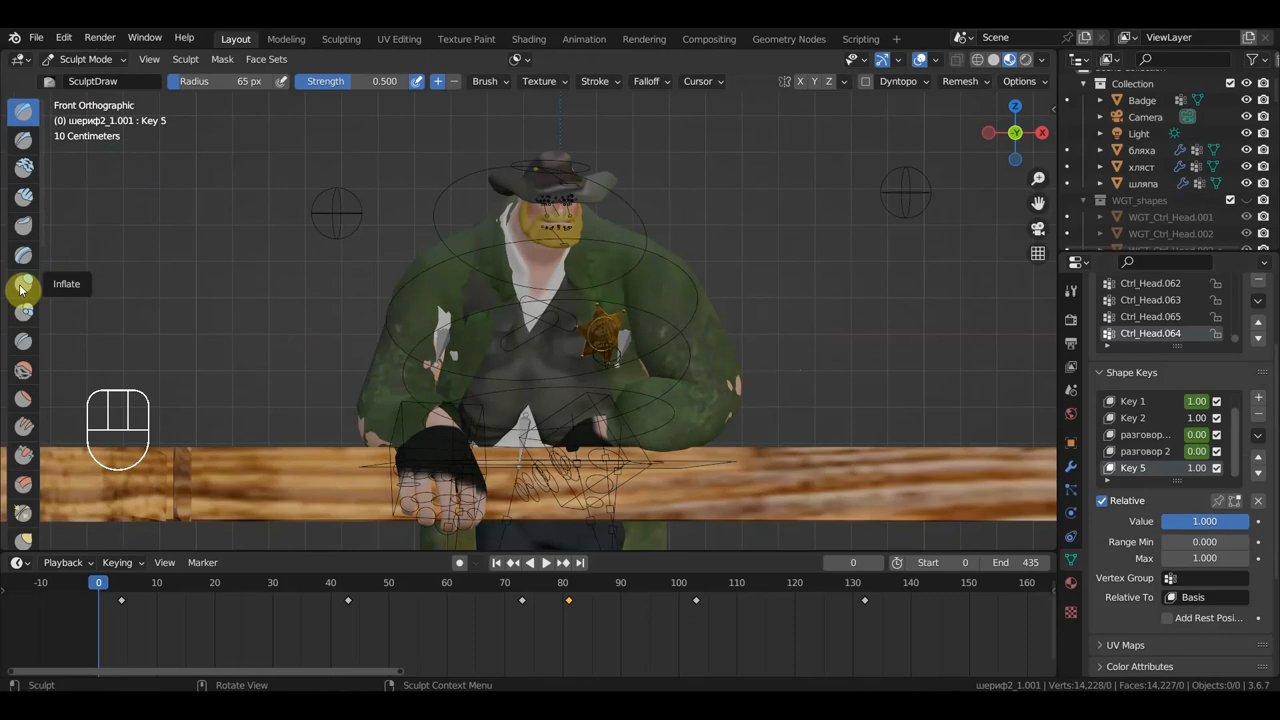 File Edit Render Window Help Layout Modeling Sculpting UV Editing Texture Paint Shading Animation Rendering Compositing Geometry Nodes Scripting + Scene ViewLayer
Sculpt Mode View Sculpt Mask Face Sets
SculptDraw Radius 65 px Strength 0.500 + − Brush Texture Stroke Falloff Cursor X Y Z Dyntopo Remesh Options
Front Orthographic
(0) шериф2_1.001 : Key 5
10 Centimeters
Inflate
Z
X
-Y
Collection
Badge
Camera
Light
бляха
хляст
шляпа
WGT_shapes
WGT_Ctrl_Head.001
WGT_Ctrl_Head.002
Ctrl_Head.062
Ctrl_Head.063
Ctrl_Head.065
Ctrl_Head.064
Shape Keys
Key 1 1.00
Key 2 1.00
разговор... 0.00
разговор 2 0.00
Key 5 1.00
Relative
Value 1.000
Range Min 0.000
Max 1.000
Vertex Group
Relative To Basis
Add Rest Posi...
UV Maps
Color Attributes
Playback Keying View Marker 0 Start 0 End 435
-10 0 10 20 30 40 50 60 70 80 90 100 110 120 130 140 150 160
Sculpt Rotate View Sculpt Context Menu шериф2_1.001 | Verts:14,228/0 | Faces:14,227/0 | Objects:0/0 | 3.6.7